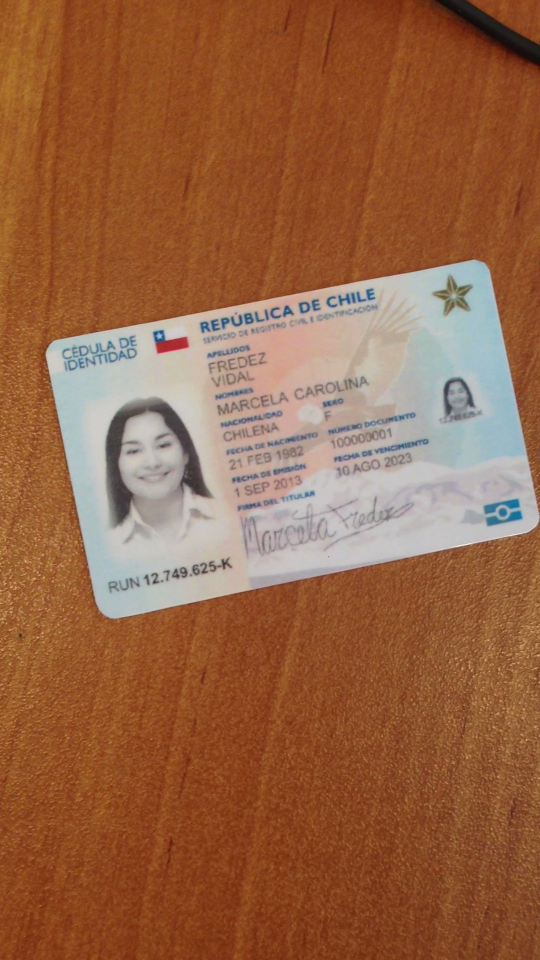 CÉDULA DE
IDENTIDAD
REPÚBLICA DE CHILE
SERVICIO DE REGISTRO CIVIL E IDENTIFICACIÓN
APELLIDOS
FREDEZ
VIDAL
NOMBRES
MARCELA CAROLINA
NACIONALIDAD SEXO
CHILENA F
FECHA DE NACIMIENTO NÚMERO DOCUMENTO
21 FEB 1982 100000001
FECHA DE EMISIÓN FECHA DE VENCIMIENTO
1 SEP 2013 10 AGO 2023
FIRMA DEL TITULAR
Marcela Fredez
RUN 12.749.625-K